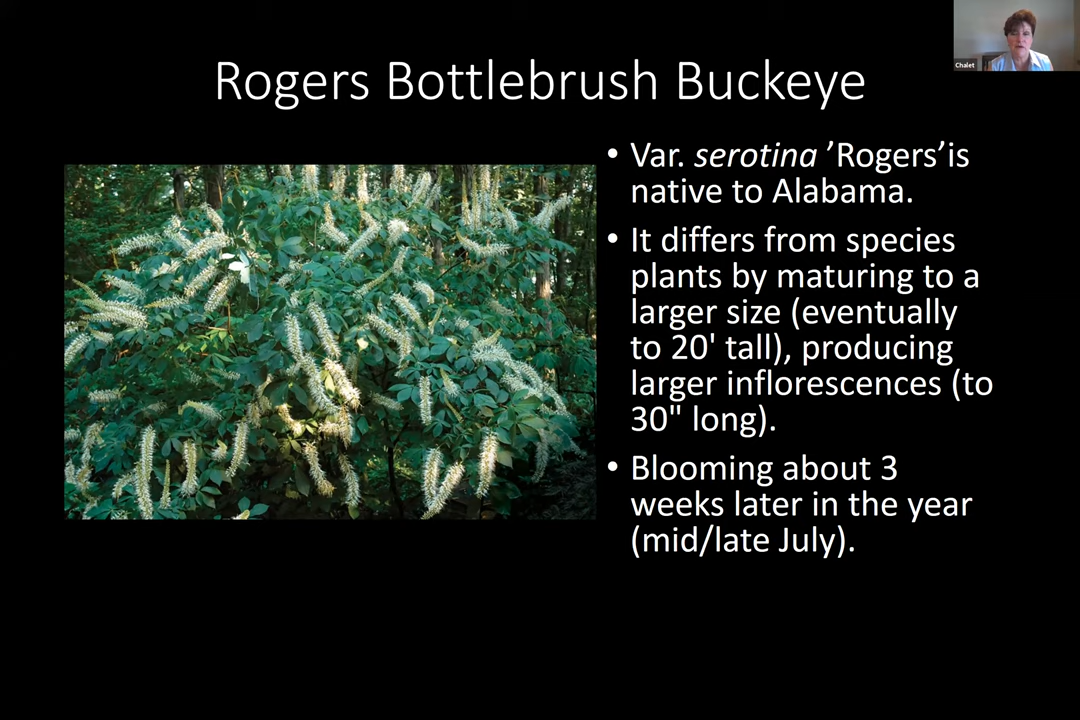 Chalet
Rogers Bottlebrush Buckeye
• Var. serotina ’Rogers’is
native to Alabama.
• It differs from species
plants by maturing to a
larger size (eventually
to 20' tall), producing
larger inflorescences (to
30" long).
• Blooming about 3
weeks later in the year
(mid/late July).